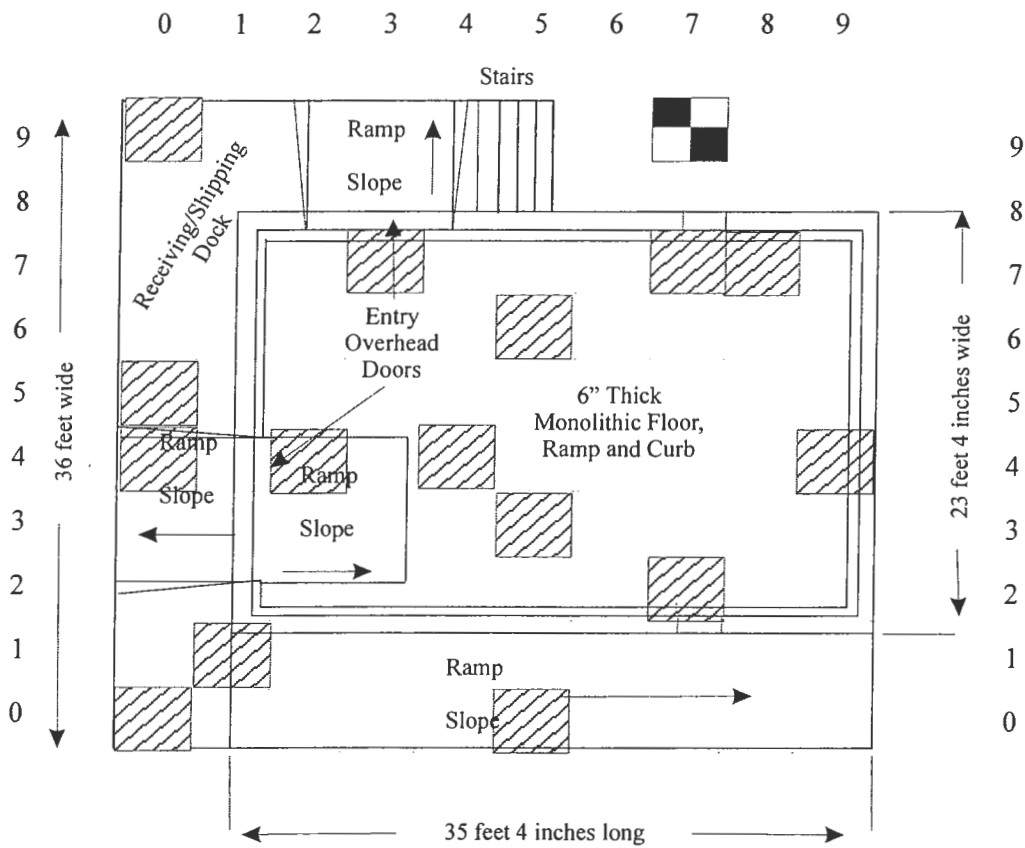 0 1 2 3 4 5 6 7 8 9
Stairs
9
8
7
6
5
4
3
2
1
0
36 feet wide
Receiving/Shipping
Dock
Ramp
Slope
Entry
Overhead
Doors
6” Thick
Monolithic Floor,
Ramp and Curb
Ramp
Slope
Ramp
Slope
Ramp
Slope
23 feet 4 inches wide
9
8
7
6
5
4
3
2
1
0
35 feet 4 inches long